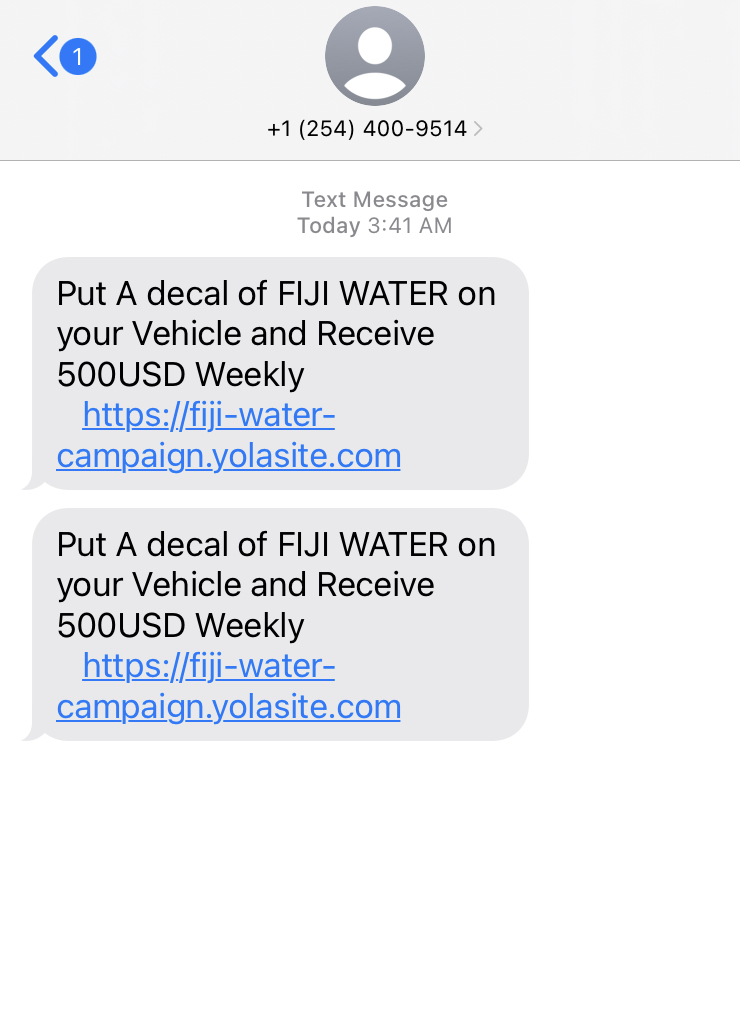 1
+1 (254) 400-9514
Text Message
Today 3:41 AM
Put A decal of FIJI WATER on
your Vehicle and Receive
500USD Weekly
https://fiji-water-
campaign.yolasite.com
Put A decal of FIJI WATER on
your Vehicle and Receive
500USD Weekly
https://fiji-water-
campaign.yolasite.com